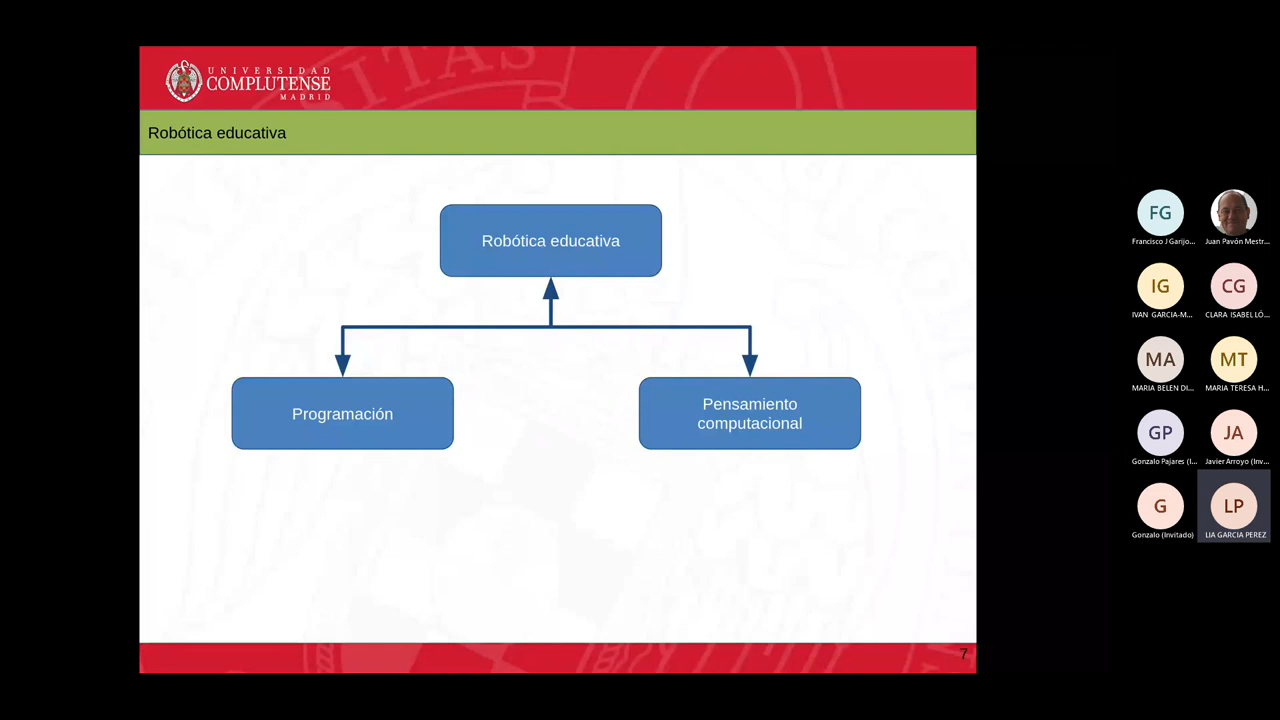 UNIVERSIDAD
COMPLUTENSE
MADRID
Robótica educativa
Robótica educativa
Programación
Pensamiento
computacional
7
FG
Francisco J Garijo...
Juan Pavón Mestr...
IG
IVAN GARCIA-M...
CG
CLARA ISABEL LÓ...
MA
MARIA BELEN DI...
MT
MARIA TERESA H...
GP
Gonzalo Pajares (I...
JA
Javier Arroyo (Inv...
G
Gonzalo (Invitado)
LP
LIA GARCIA PEREZ